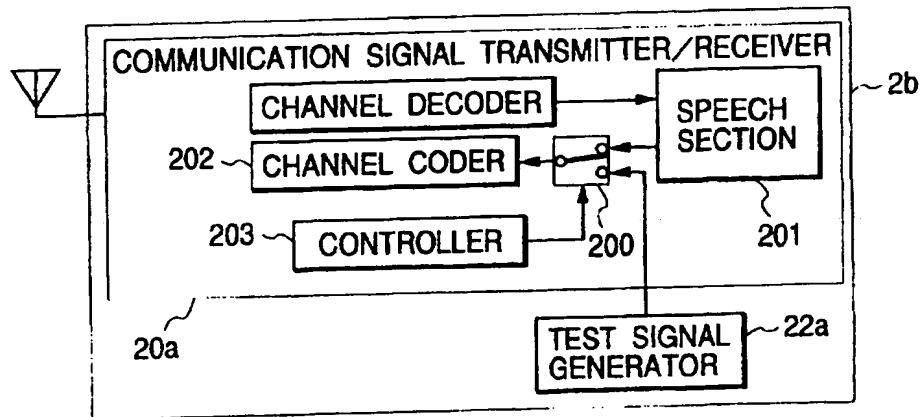 COMMUNICATION SIGNAL TRANSMITTER/RECEIVER
2b
CHANNEL DECODER
SPEECH
SECTION
202
CHANNEL CODER
203
CONTROLLER
200
201
20a
TEST SIGNAL
GENERATOR
22a